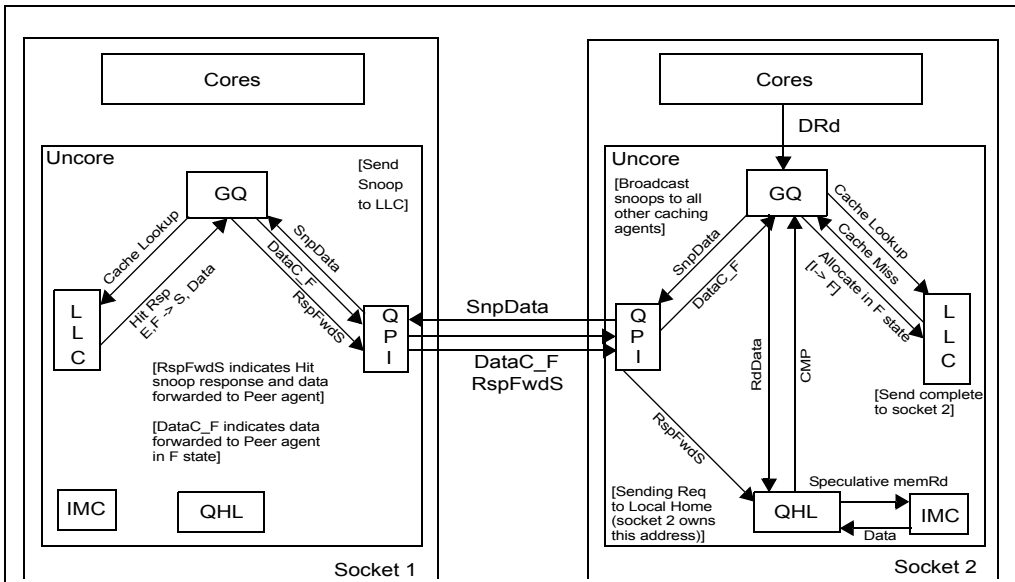 Cores
Uncore
[Send
Snoop
to LLC]
GQ
Cache Lookup
SnpData
DataC_F
RspFwdS
Hit Rsp
E,F -> S, Data
L
L
C
Q
P
I
[RspFwdS indicates Hit
snoop response and data
forwarded to Peer agent]
[DataC_F indicates data
forwarded to Peer agent
in F state]
IMC
QHL
Socket 1
SnpData
DataC_F
RspFwdS
Cores
DRd
Uncore
[Broadcast
snoops to all
other caching
agents]
GQ
Cache Lookup
Cache Miss
Allocate in F state
[I-> F]
SnpData
DataC_F
Q
P
I
L
L
C
RdData
CMP
[Send complete
to socket 2]
RspFwdS
[Sending Req
to Local Home
(socket 2 owns
this address)]
Speculative memRd
QHL
IMC
Data
Socket 2